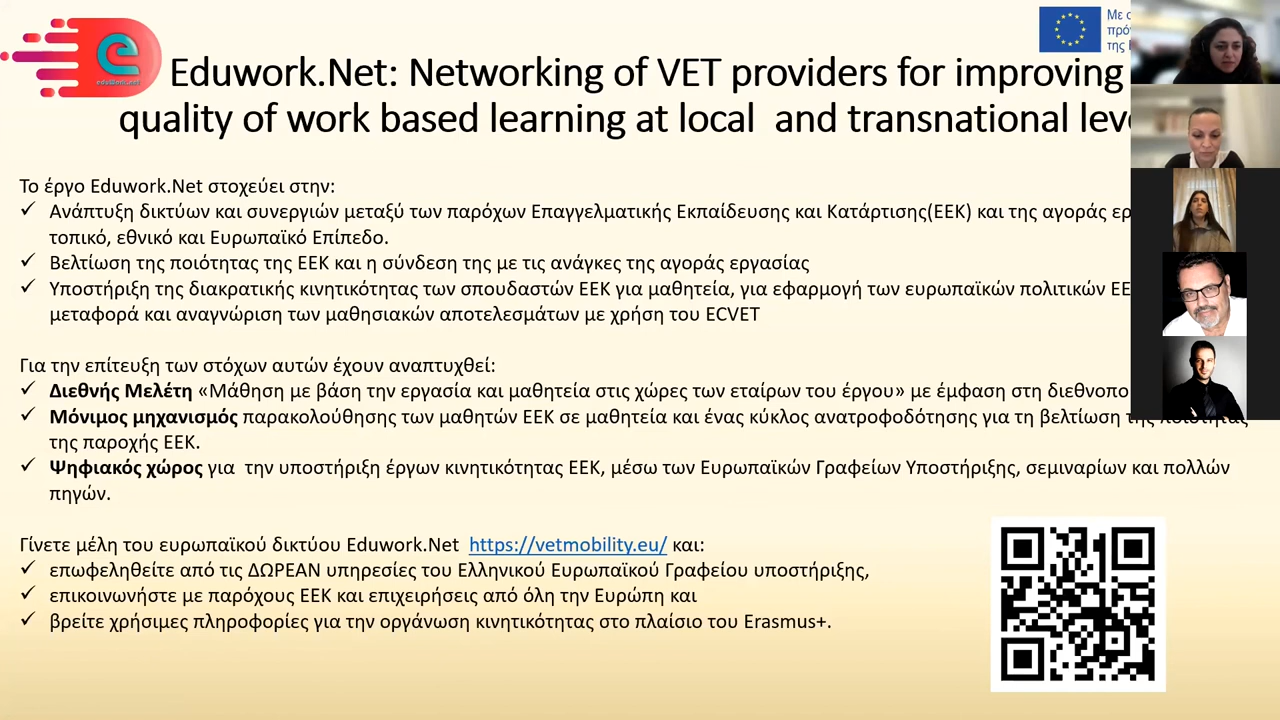 Με
της
eduwork.net
Eduwork.Net: Networking of VET providers for improving
quality of work based learning at local and transnational
Το έργο Eduwork.Net στοχεύει στην:
Ανάπτυξη δικτύων και συνεργιών μεταξύ των παρόχων Επαγγελματικής Εκπαίδευσης και Κατάρτισης(ΕΕΚ) και της αγοράς
τοπικό, εθνικό και Ευρωπαϊκό Επίπεδο.
Βελτίωση της ποιότητας της ΕΕΚ και η σύνδεση της με τις ανάγκες της αγοράς εργασίας
Υποστήριξη της διακρατικής κινητικότητας των σπουδαστών ΕΕΚ για μαθητεία, για εφαρμογή των ευρωπαϊκών πολιτικών
μεταφορά και αναγνώριση των μαθησιακών αποτελεσμάτων με χρήση του ECVET
Για την επίτευξη των στόχων αυτών έχουν αναπτυχθεί:
Διεθνής Μελέτη «Μάθηση με βάση την εργασία και μαθητεία στις χώρες των εταίρων του έργου» με έμφαση στη
Μόνιμος μηχανισμός παρακολούθησης των μαθητών ΕΕΚ σε μαθητεία και ένας κύκλος ανατροφοδότησης για τη βελτίωση της ποιότητας
της παροχής ΕΕΚ.
Ψηφιακός χώρος για την υποστήριξη έργων κινητικότητας ΕΕΚ, μέσω των Ευρωπαϊκών Γραφείων Υποστήριξης, σεμιναρίων και πολλών
πηγών.
Γίνετε μέλη του ευρωπαϊκού δικτύου Eduwork.Net https://vetmobility.eu/ και:
επωφεληθείτε από τις ΔΩΡΕΑΝ υπηρεσίες του Ελληνικού Ευρωπαϊκού Γραφείου υποστήριξης,
επικοινωνήστε με παρόχους ΕΕΚ και επιχειρήσεις από όλη την Ευρώπη και
βρείτε χρήσιμες πληροφορίες για την οργάνωση κινητικότητας στο πλαίσιο του Erasmus+.